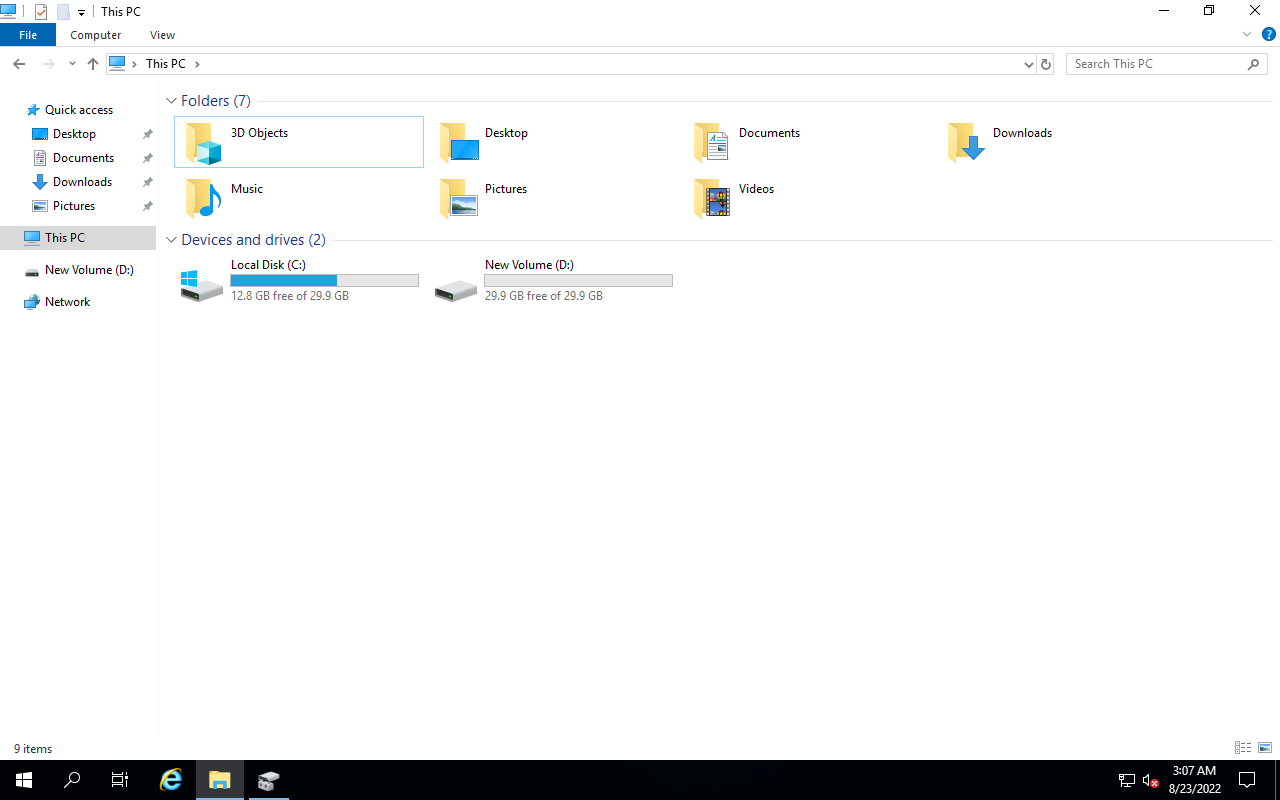 This PC
File Computer View
This PC
Search This PC
Quick access
Desktop
Documents
Downloads
Pictures
This PC
New Volume (D:)
Network
Folders (7)
3D Objects
Desktop
Documents
Downloads
Music
Pictures
Videos
Devices and drives (2)
Local Disk (C:)
12.8 GB free of 29.9 GB
New Volume (D:)
29.9 GB free of 29.9 GB
9 items
3:07 AM
8/23/2022